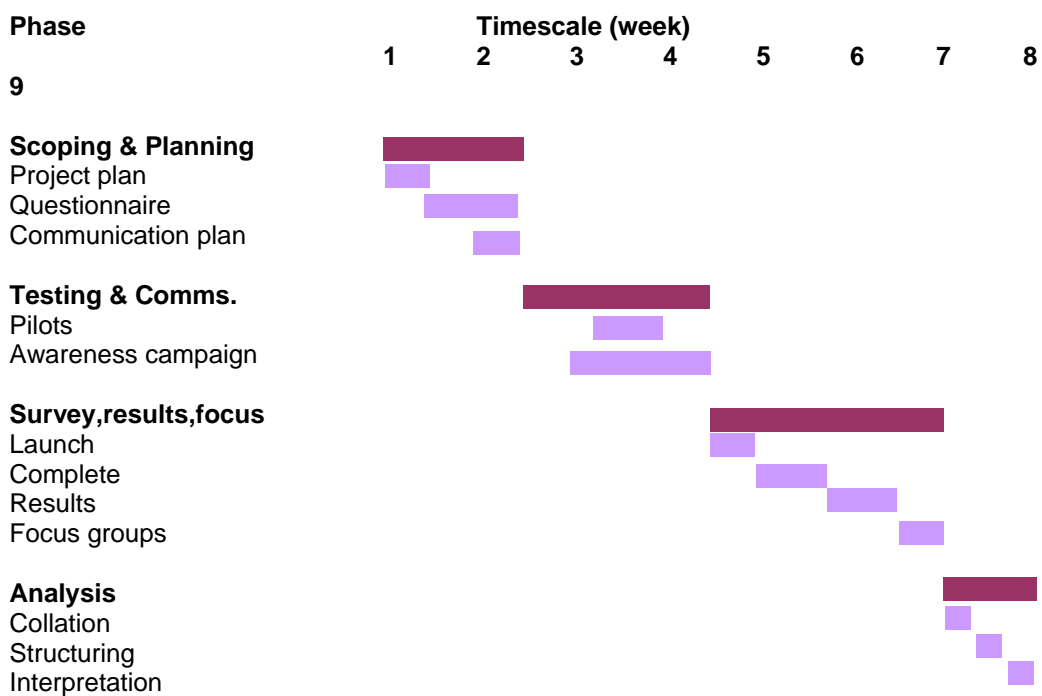 Phase Timescale (week)
1 2 3 4 5 6 7 8
9
Scoping & Planning
Project plan
Questionnaire
Communication plan
Testing & Comms.
Pilots
Awareness campaign
Survey,results,focus
Launch
Complete
Results
Focus groups
Analysis
Collation
Structuring
Interpretation